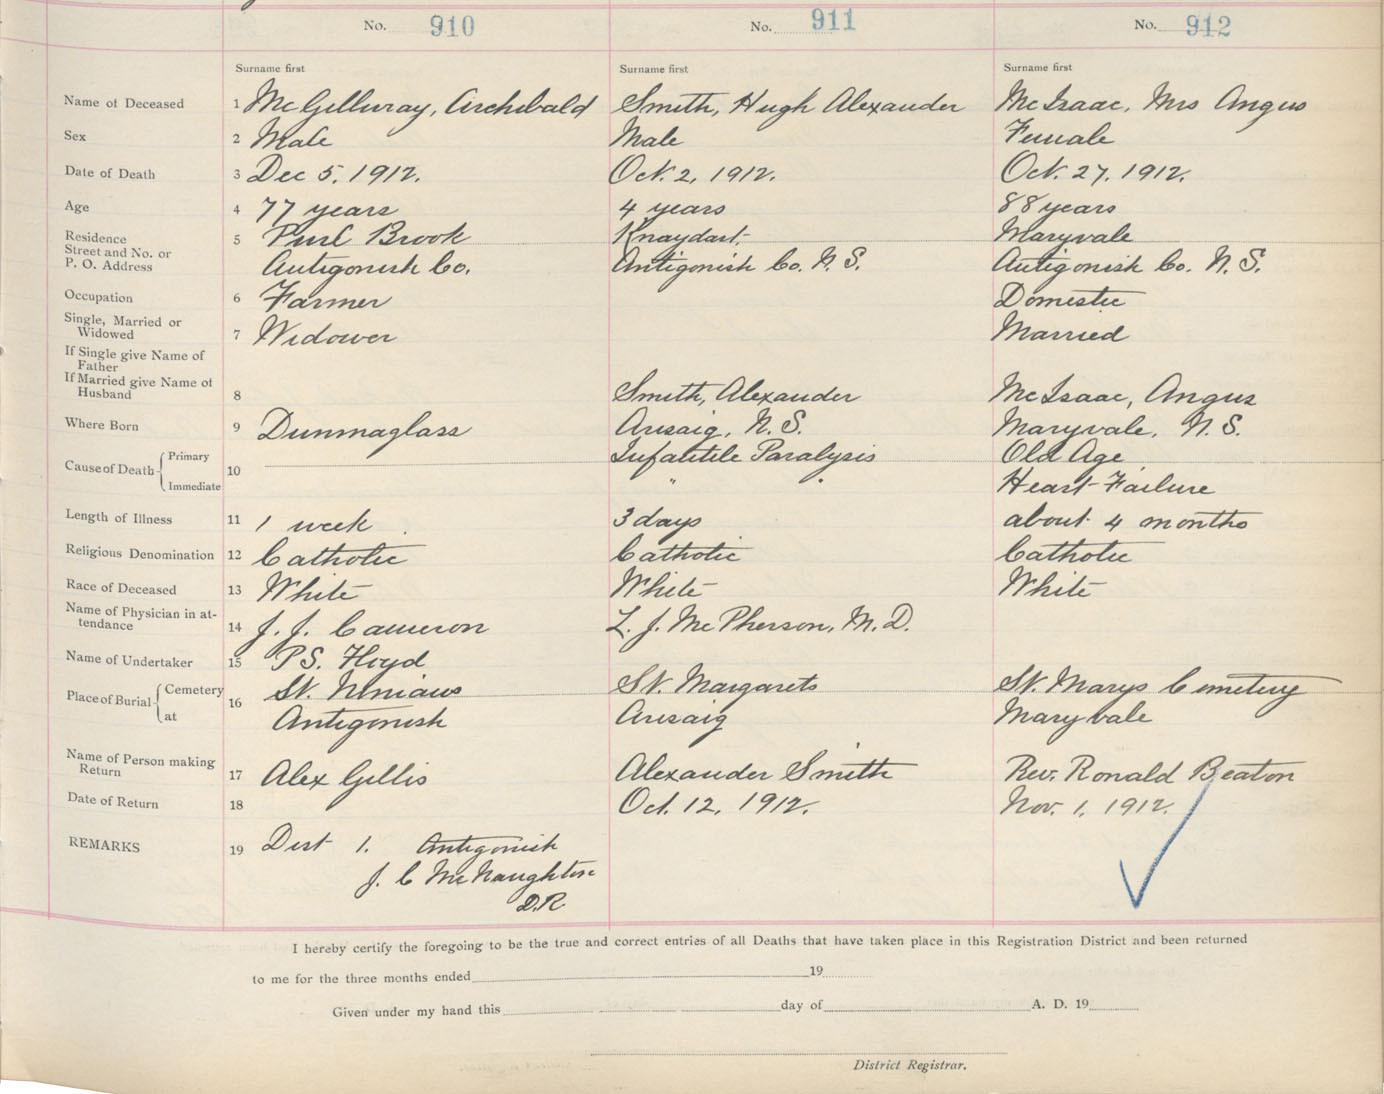 No. 910 No. 911 No. 912
Surname first Surname first Surname first
Name of Deceased 1 McGillivray, Archibald Smith, Hugh Alexander McIsaac, Mrs Angus
Sex 2 Male Male Female
Date of Death 3 Dec 5, 1912. Oct. 2, 1912. Oct. 27, 1912.
Age 4 77 years 4 years 88 years
Residence 5 Purl Brook Knaydart, Maryvale
Street and No. or
P. O. Address Antigonish Co. Antigonish Co. N. S. Antigonish Co. N. S.
Occupation 6 Farmer Domestic
Single, Married or
Widowed 7 Widower Married
If Single give Name of
Father
If Married give Name of
Husband 8 Smith, Alexander McIsaac, Angus
Where Born 9 Dunmaglass Arisaig, N. S. Maryvale, N. S.
Cause of Death Primary 10 Infantile Paralysis Old Age
Immediate " " Heart Failure
Length of Illness 11 1 week 3 days about 4 months
Religious Denomination 12 Catholic Catholic Catholic
Race of Deceased 13 White White White
Name of Physician in at-
tendance 14 J. J. Cameron L. J. McPherson, M. D.
Name of Undertaker 15 P.S. Floyd
Place of Burial Cemetery 16 St. Ninians St. Margarets St. Marys Cemetery
at Antigonish Arisaig Maryvale
Name of Person making
Return 17 Alex Gillis Alexander Smith Rev. Ronald Beaton
Date of Return 18 Oct. 12, 1912. Nov. 1, 1912.
REMARKS 19 Dist 1. Antigonish
J. C McNaughton
D.R
I hereby certify the foregoing to be the true and correct entries of all Deaths that have taken place in this Registration District and been returned
to me for the three months ended 19
Given under my hand this day of A. D. 19
District Registrar.